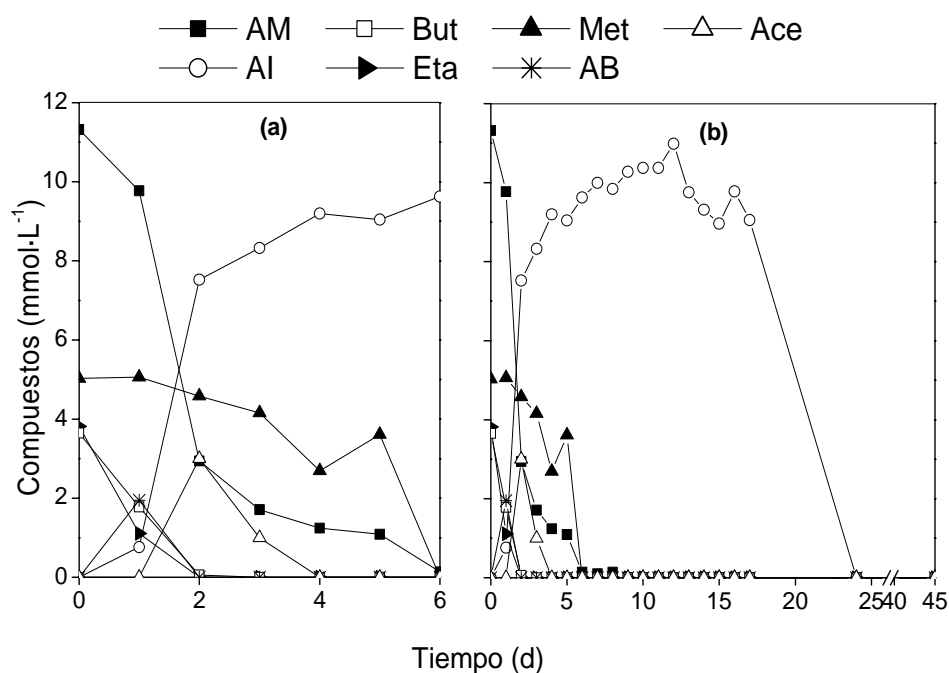 AM But Met Ace
AI Eta AB
(a) (b)
12
10
8
6
4
2
0
0 2 4 6 0 5 10 15 20 25 40 45
Compuestos (mmol·L⁻¹)
Tiempo (d)